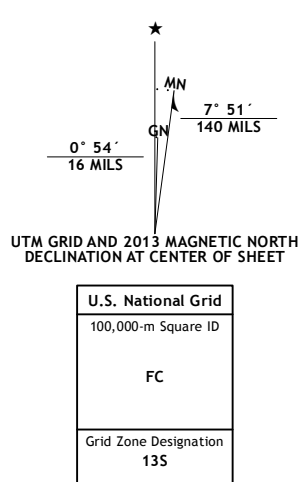 ★
MN
7° 51´
140 MILS
GN
0° 54´
16 MILS
UTM GRID AND 2013 MAGNETIC NORTH
DECLINATION AT CENTER OF SHEET
U.S. National Grid
100,000-m Square ID
FC
Grid Zone Designation
13S